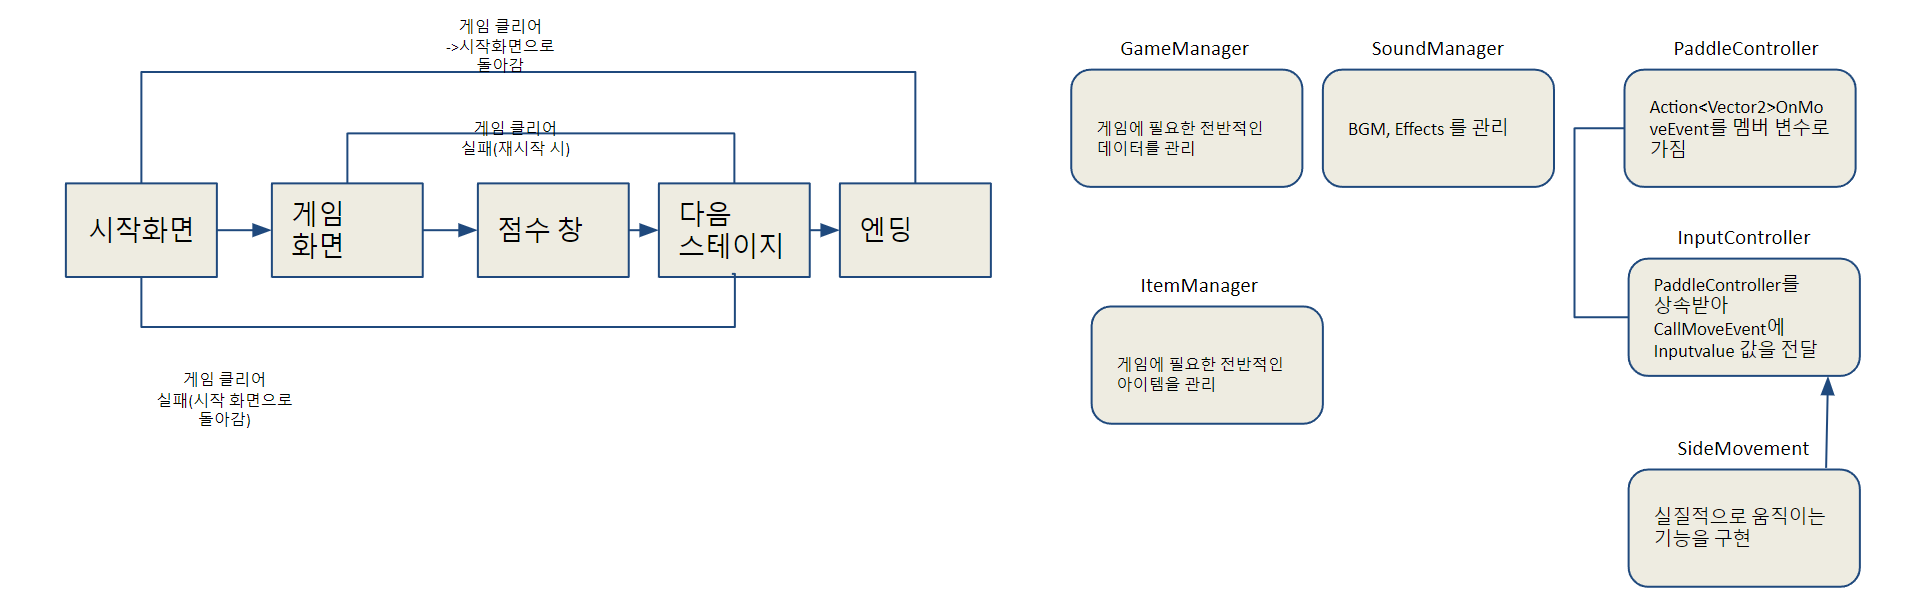 게임 클리어
->시작화면으로
돌아감
게임 클리어
실패(재시작 시)
시작화면
게임
화면
점수 창
다음
스테이지
엔딩
게임 클리어
실패(시작 화면으로
돌아감)
GameManager
게임에 필요한 전반적인
데이터를 관리
SoundManager
BGM, Effects 를 관리
PaddleController
Action<Vector2>OnMo
veEvent를 멤버 변수로
가짐
InputController
PaddleController를
상속받아
CallMoveEvent에
Inputvalue 값을 전달
ItemManager
게임에 필요한 전반적인
아이템을 관리
SideMovement
실질적으로 움직이는
기능을 구현